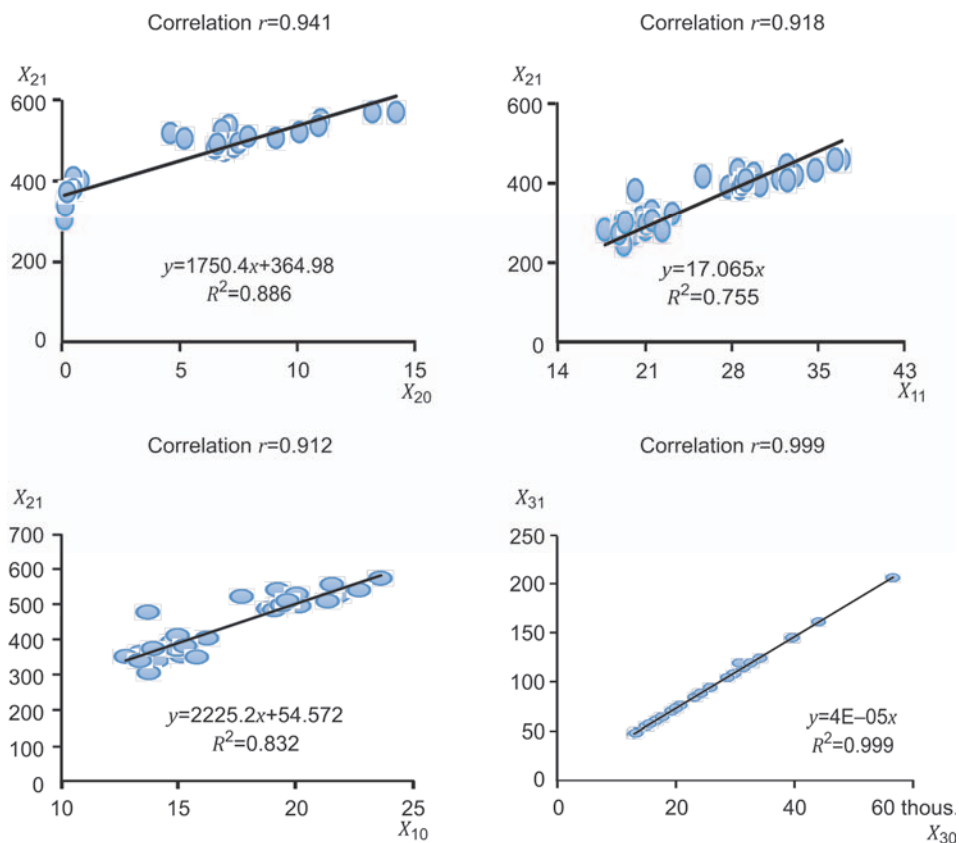 Correlation r=0.941
X21
600
400
200
0
y=1750.4x+364.98
R²=0.886
0 5 10 15
X20
Correlation r=0.918
X21
600
400
200
0
y=17.065x
R²=0.755
14 21 28 35 43
X11
Correlation r=0.912
X21
700
600
500
400
300
200
100
0
y=2225.2x+54.572
R²=0.832
10 15 20 25
X10
Correlation r=0.999
X31
250
200
150
100
50
0
y=4E–05x
R²=0.999
0 20 40 60 thous.
X30